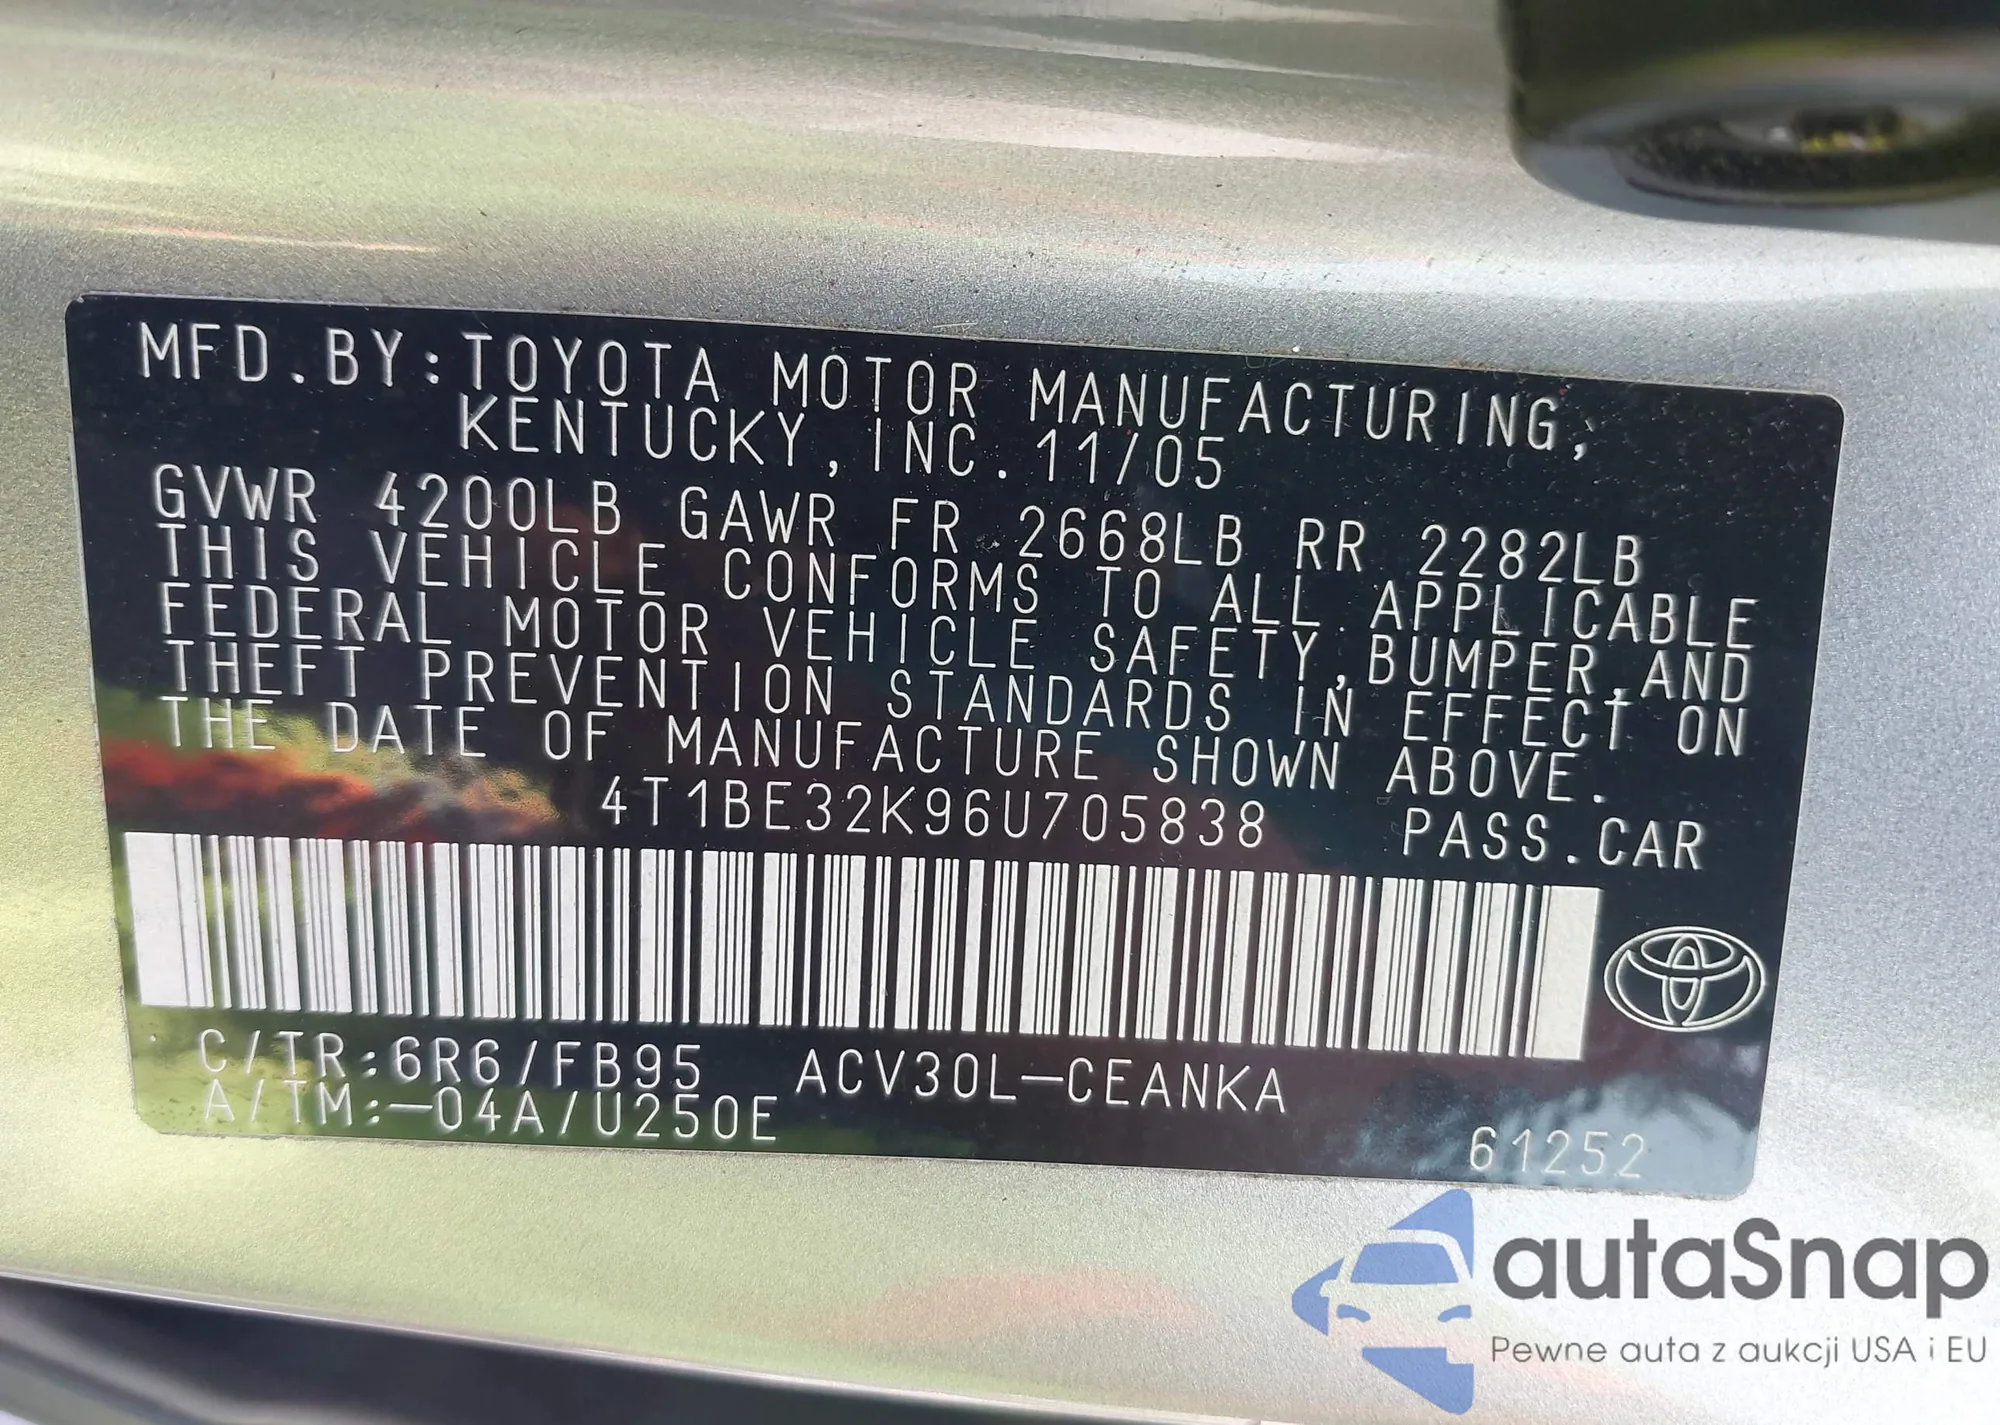 MFD.BY:TOYOTA MOTOR MANUFACTURING,
KENTUCKY,INC.11/05
GVWR 4200LB GAWR FR 2668LB RR 2282LB
THIS VEHICLE CONFORMS TO ALL APPLICABLE
FEDERAL MOTOR VEHICLE SAFETY,BUMPER,AND
THEFT PREVENTION STANDARDS IN EFFECT ON
THE DATE OF MANUFACTURE SHOWN ABOVE.
4T1BE32K96U705838 PASS.CAR
C/TR:6R6/FB95 ACV30L-CEANKA
A/TM:-04A/U250E
61252
autaSnap
Pewne auta z aukcji USA i EU